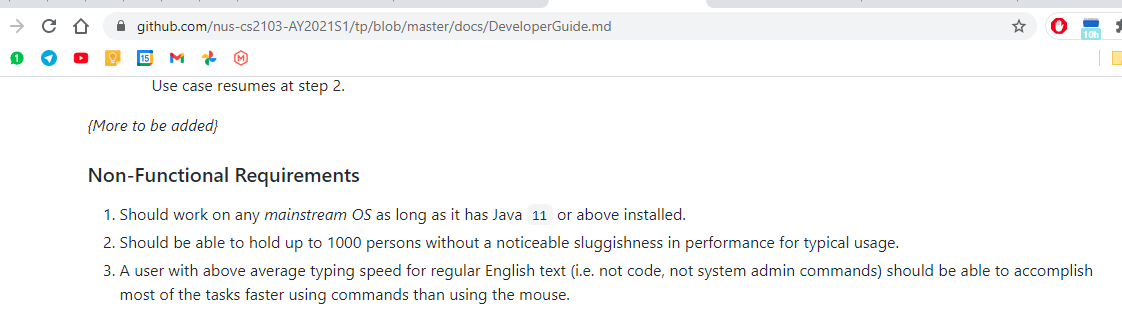 github.com/nus-cs2103-AY2021S1/tp/blob/master/docs/DeveloperGuide.md
10h
1
15
M
Use case resumes at step 2.
{More to be added}
Non-Functional Requirements
1. Should work on any mainstream OS as long as it has Java 11 or above installed.
2. Should be able to hold up to 1000 persons without a noticeable sluggishness in performance for typical usage.
3. A user with above average typing speed for regular English text (i.e. not code, not system admin commands) should be able to accomplish
most of the tasks faster using commands than using the mouse.